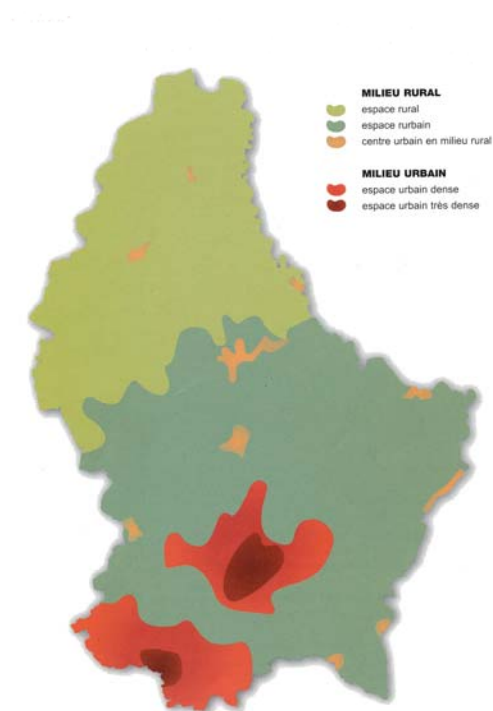 MILIEU RURAL
espace rural
espace rurbain
centre urbain en milieu rural
MILIEU URBAIN
espace urbain dense
espace urbain très dense